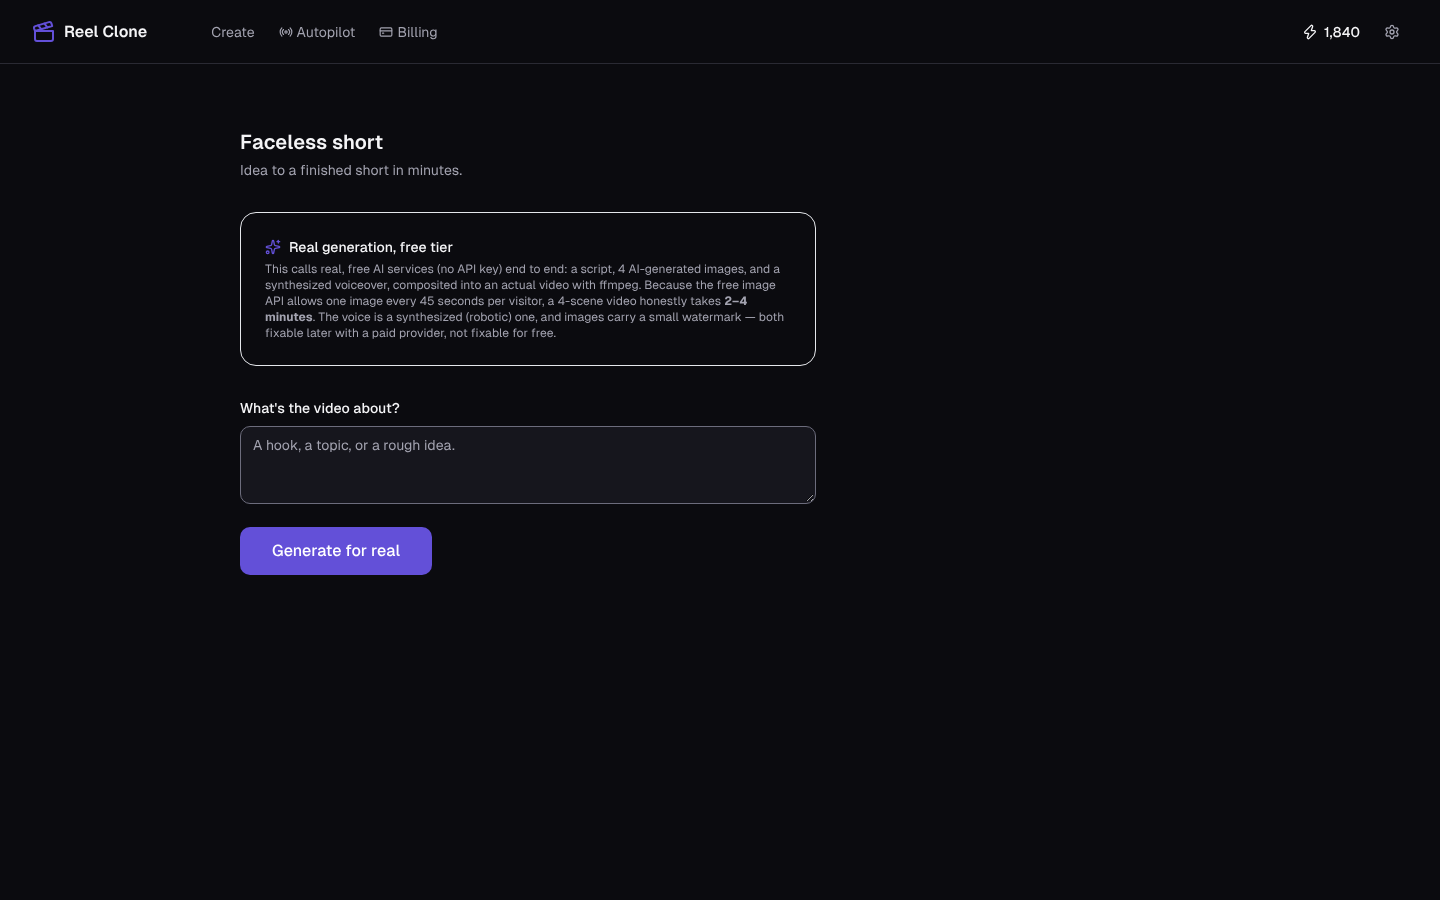 Reel Clone
Create
Autopilot
Billing
1,840
Faceless short
Idea to a finished short in minutes.
Real generation, free tier
This calls real, free AI services (no API key) end to end: a script, 4 AI-generated images, and a
synthesized voiceover, composited into an actual video with ffmpeg. Because the free image
API allows one image every 45 seconds per visitor, a 4-scene video honestly takes 2–4
minutes. The voice is a synthesized (robotic) one, and images carry a small watermark — both
fixable later with a paid provider, not fixable for free.
What's the video about?
A hook, a topic, or a rough idea.
Generate for real